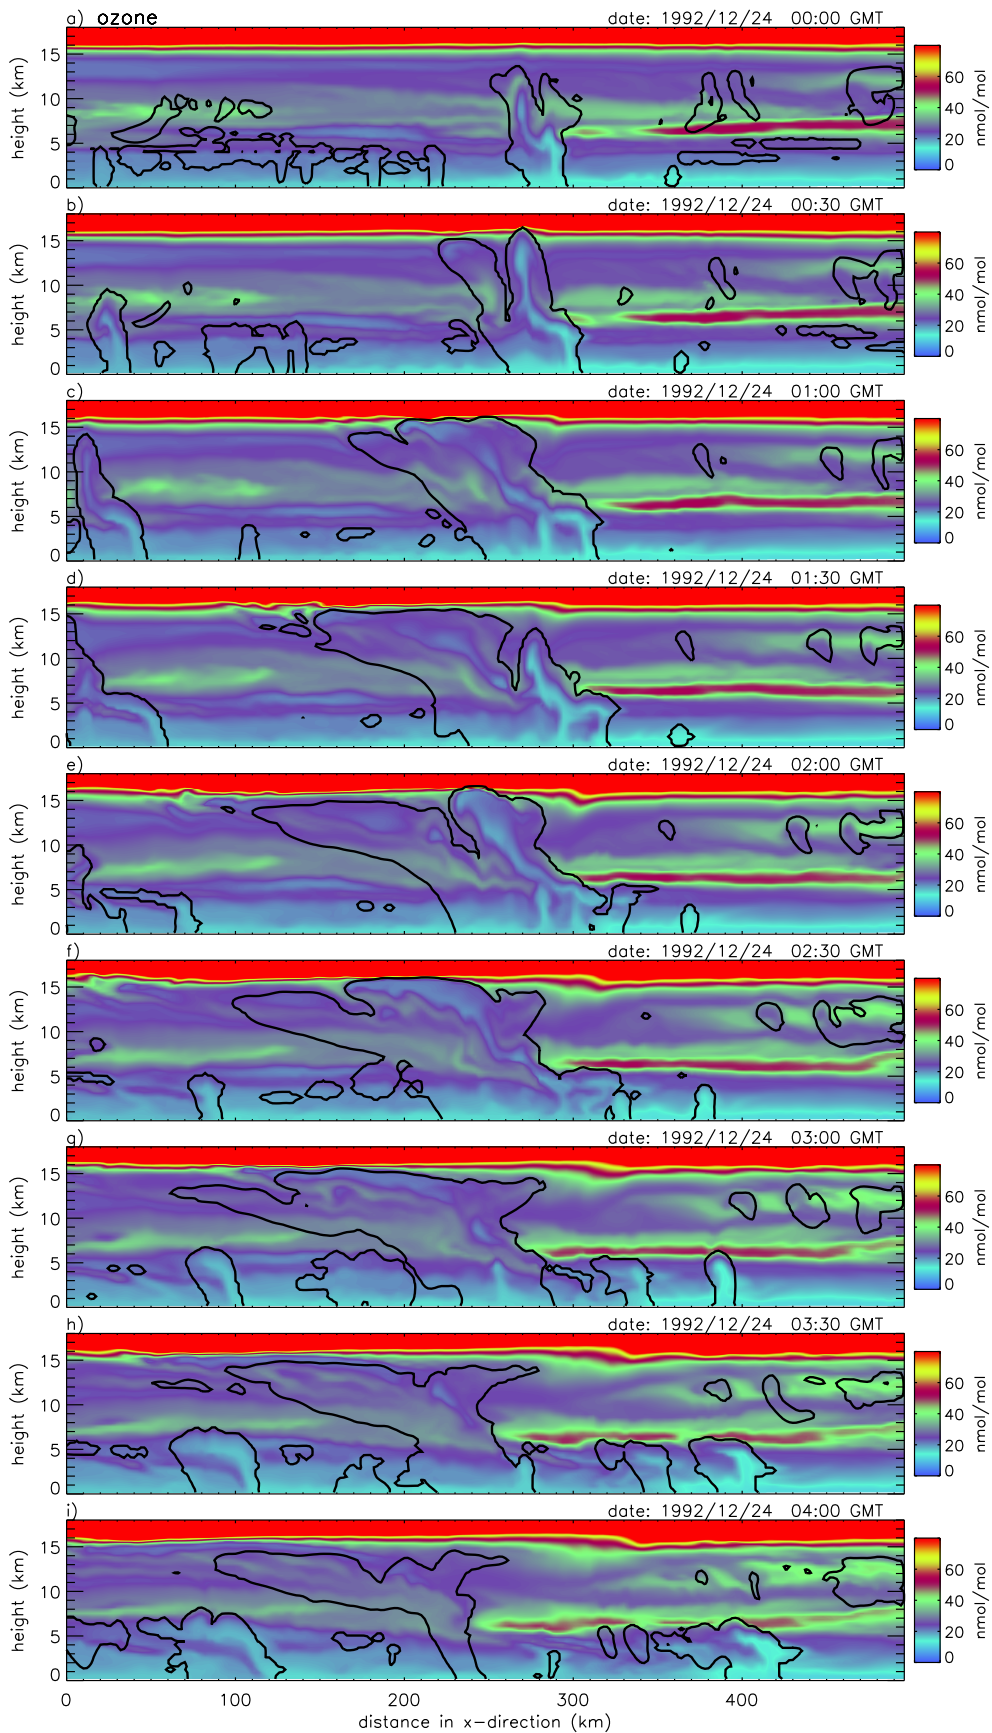 a) ozone date: 1992/12/24 00:00 GMT
15
10
5
0
height (km)
60
40
20
0
nmol/mol
b) date: 1992/12/24 00:30 GMT
15
10
5
0
height (km)
60
40
20
0
nmol/mol
c) date: 1992/12/24 01:00 GMT
15
10
5
0
height (km)
60
40
20
0
nmol/mol
d) date: 1992/12/24 01:30 GMT
15
10
5
0
height (km)
60
40
20
0
nmol/mol
e) date: 1992/12/24 02:00 GMT
15
10
5
0
height (km)
60
40
20
0
nmol/mol
f) date: 1992/12/24 02:30 GMT
15
10
5
0
height (km)
60
40
20
0
nmol/mol
g) date: 1992/12/24 03:00 GMT
15
10
5
0
height (km)
60
40
20
0
nmol/mol
h) date: 1992/12/24 03:30 GMT
15
10
5
0
height (km)
60
40
20
0
nmol/mol
i) date: 1992/12/24 04:00 GMT
15
10
5
0
height (km)
60
40
20
0
nmol/mol
0 100 200 300 400
distance in x-direction (km)